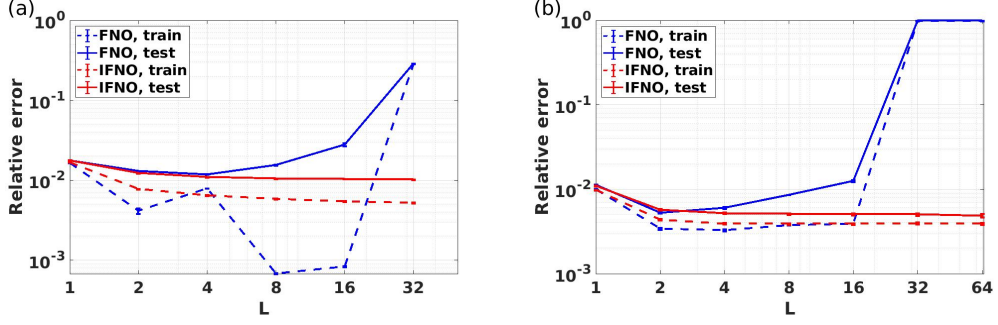 (a)
10^0
10^-1
10^-2
10^-3
Relative error
FNO, train
FNO, test
IFNO, train
IFNO, test
1 2 4 8 16 32
L
(b)
10^0
10^-1
10^-2
10^-3
Relative error
FNO, train
FNO, test
IFNO, train
IFNO, test
1 2 4 8 16 32 64
L